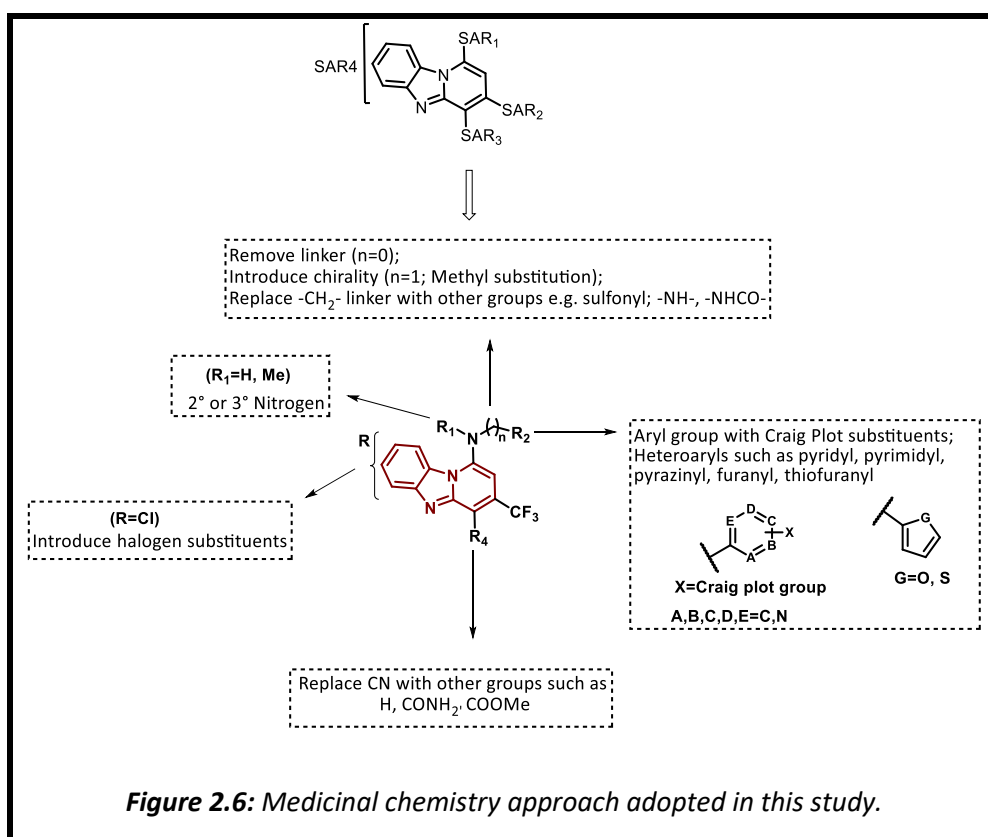 SAR₁
SAR4
N
N
SAR₂
SAR₃
Remove linker (n=0);
Introduce chirality (n=1; Methyl substitution);
Replace -CH₂- linker with other groups e.g. sulfonyl; -NH-, -NHCO-
(R₁=H, Me)
2° or 3° Nitrogen
R₁
N
( )n
R₂
R
N
N
CF₃
R₄
(R=Cl)
Introduce halogen substituents
Aryl group with Craig Plot substituents;
Heteroaryls such as pyridyl, pyrimidyl,
pyrazinyl, furanyl, thiofuranyl
D
E
C
X
B
A
X=Craig plot group
A,B,C,D,E=C,N
G
G=O, S
Replace CN with other groups such as
H, CONH₂, COOMe
Figure 2.6: Medicinal chemistry approach adopted in this study.